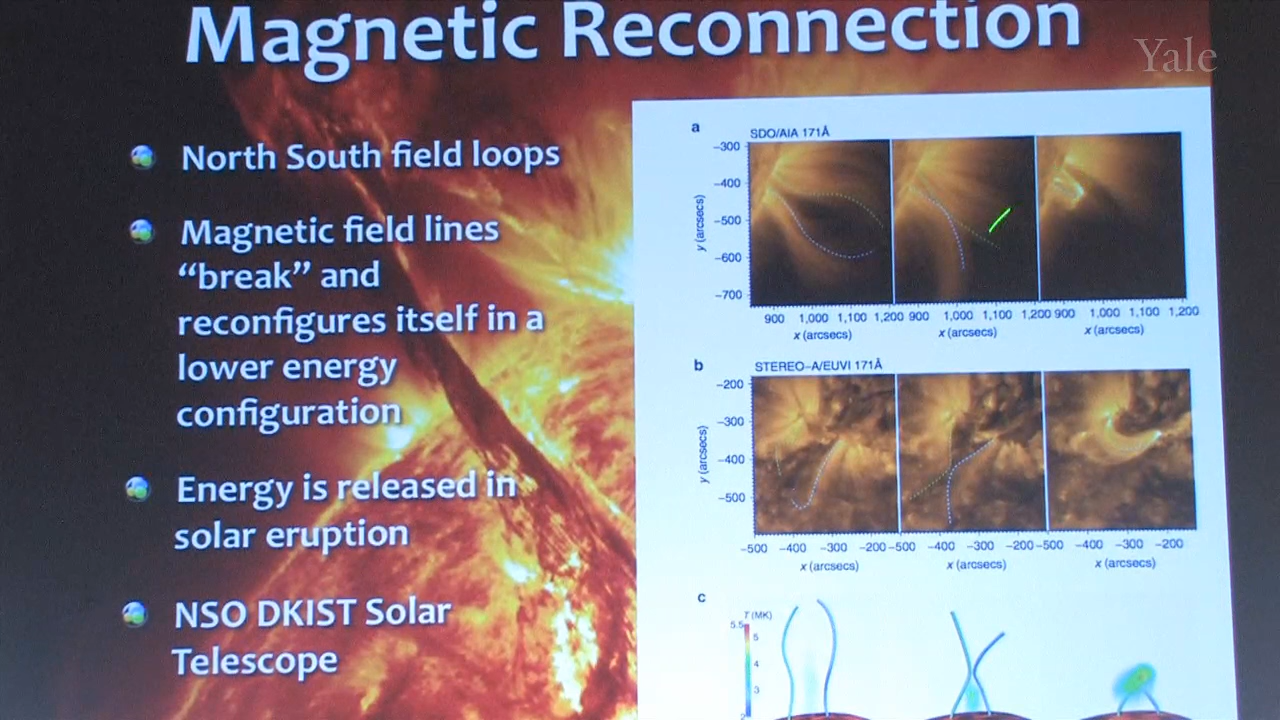 Magnetic Reconnection
Yale
North South field loops
Magnetic field lines
“break” and
reconfigures itself in a
lower energy
configuration
Energy is released in
solar eruption
NSO DKIST Solar
Telescope
a
SDO/AIA 171Å
−300
−400
−500
−600
−700
y (arcsecs)
900 1,000 1,100 1,200 900 1,000 1,100 1,200 900 1,000 1,100 1,200
x (arcsecs) x (arcsecs) x (arcsecs)
b
STEREO−A/EUVI 171Å
−200
−300
−400
−500
y (arcsecs)
−500 −400 −300 −200 −500 −400 −300 −200 −500 −400 −300 −200
x (arcsecs) x (arcsecs) x (arcsecs)
c
T (MK)
5.5
5
4
3
2